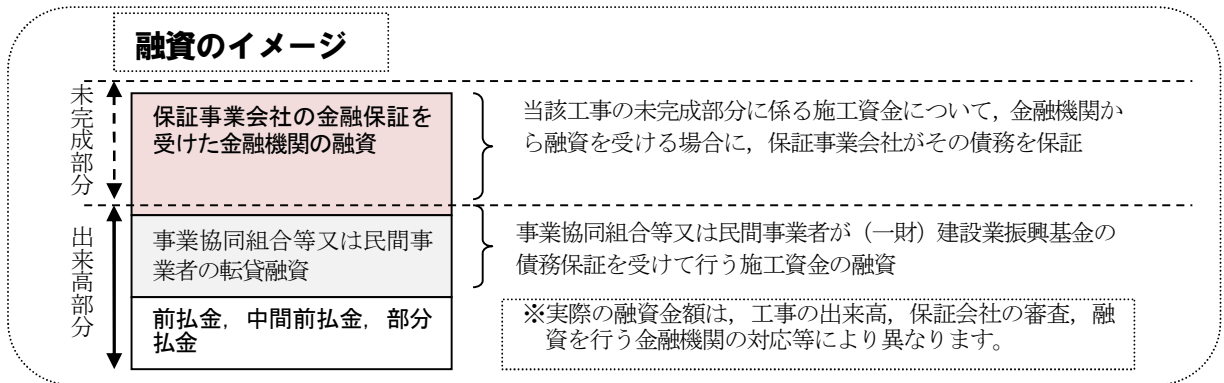 融資のイメージ
未完成部分
保証事業会社の金融保証を
受けた金融機関の融資
当該工事の未完成部分に係る施工資金について，金融機関か
ら融資を受ける場合に，保証事業会社がその債務を保証
出来高部分
事業協同組合等又は民間事
業者の転貸融資
事業協同組合等又は民間事業者が（一財）建設業振興基金の
債務保証を受けて行う施工資金の融資
前払金，中間前払金，部分
払金
※実際の融資金額は，工事の出来高，保証会社の審査，融
資を行う金融機関の対応等により異なります。